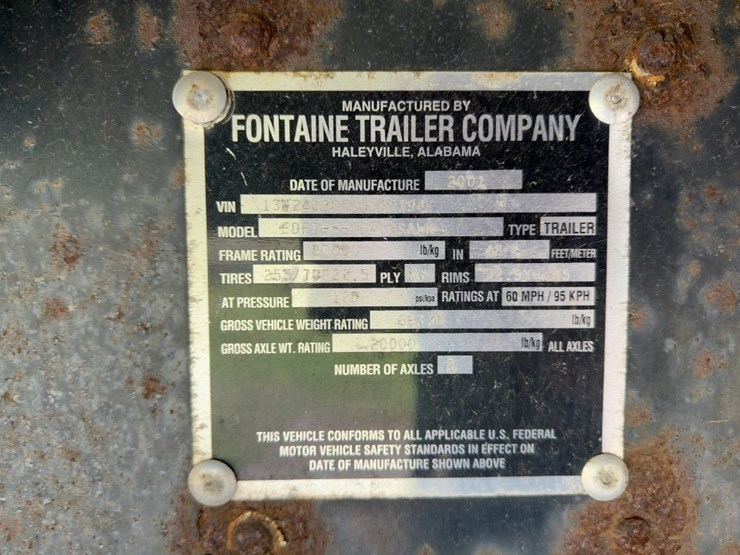 MANUFACTURED BY
FONTAINE TRAILER COMPANY
HALEYVILLE, ALABAMA
DATE OF MANUFACTURE 2001
VIN
MODEL TYPE TRAILER
FRAME RATING lb/kg IN FEET/METER
TIRES 255/70R22.5 PLY RIMS
AT PRESSURE psi/kpa RATINGS AT 60 MPH / 95 KPH
GROSS VEHICLE WEIGHT RATING lb/kg
GROSS AXLE WT. RATING 20000 lb/kg ALL AXLES
NUMBER OF AXLES
THIS VEHICLE CONFORMS TO ALL APPLICABLE U.S. FEDERAL
MOTOR VEHICLE SAFETY STANDARDS IN EFFECT ON
DATE OF MANUFACTURE SHOWN ABOVE